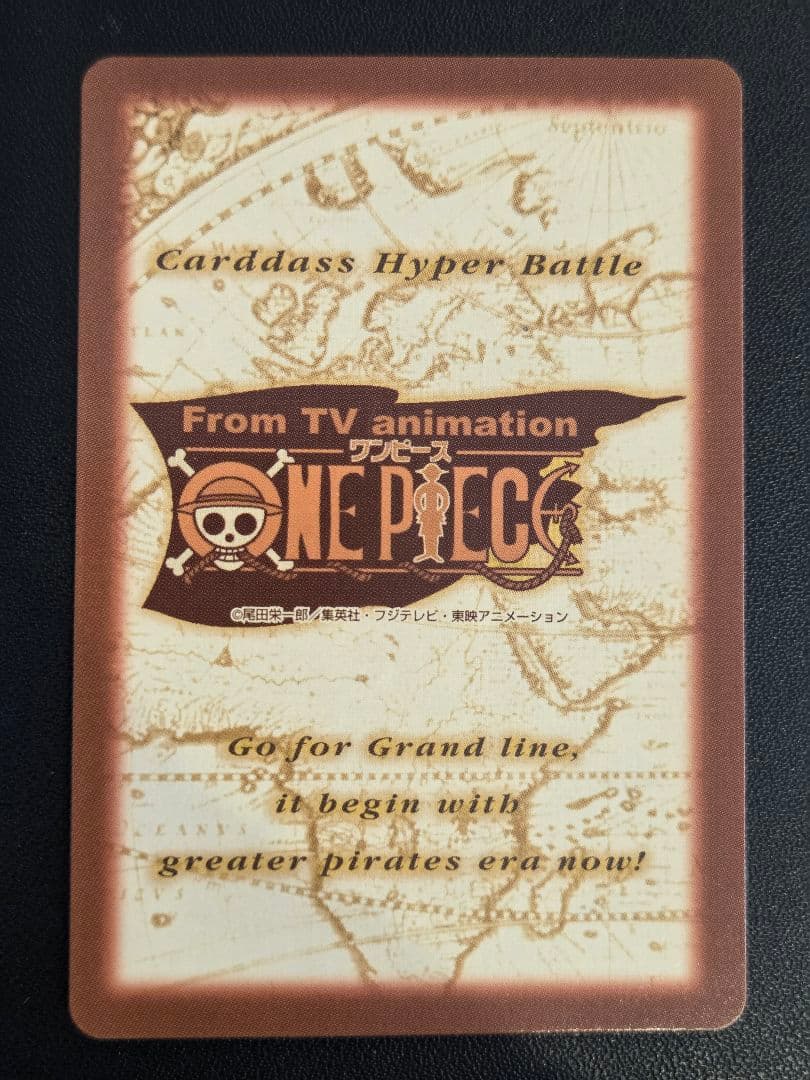 Septentrio
Carddass Hyper Battle
From TV animation
ワンピース
ONE PIECE
©尾田栄一郎／集英社・フジテレビ・東映アニメーション
Go for Grand line,
it begin with
greater pirates era now!